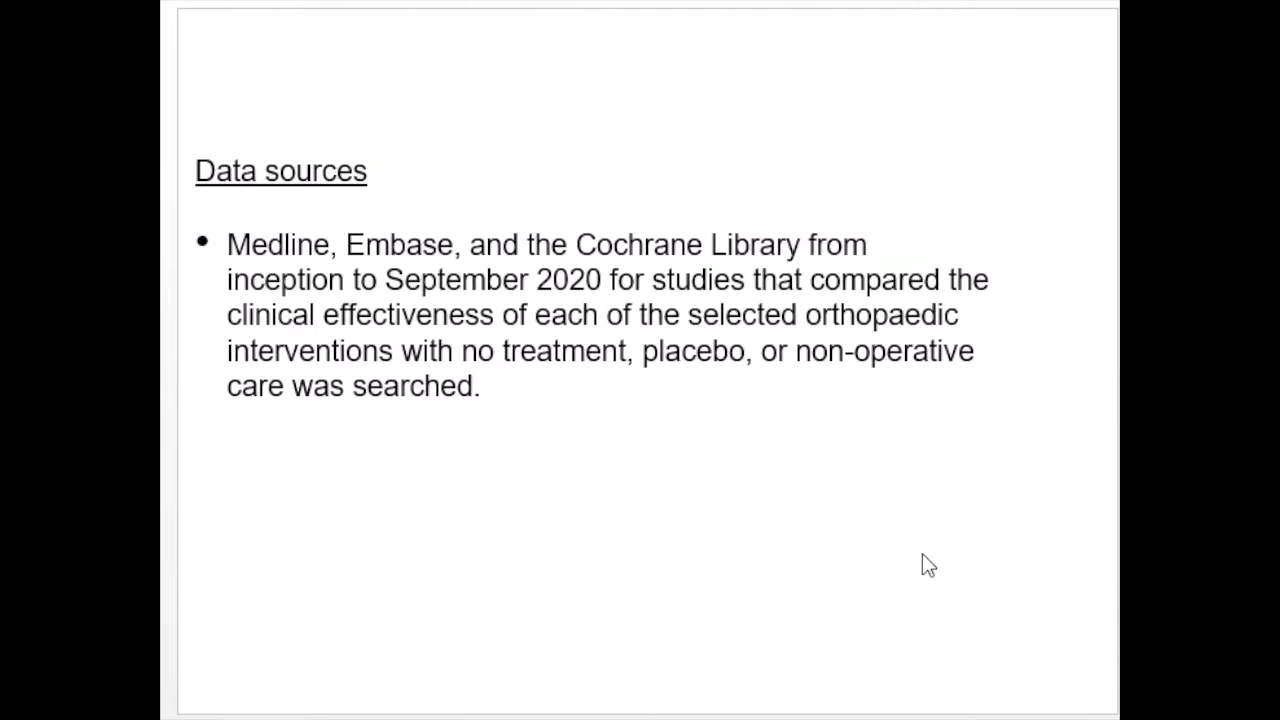 Data sources
• Medline, Embase, and the Cochrane Library from
inception to September 2020 for studies that compared the
clinical effectiveness of each of the selected orthopaedic
interventions with no treatment, placebo, or non-operative
care was searched.